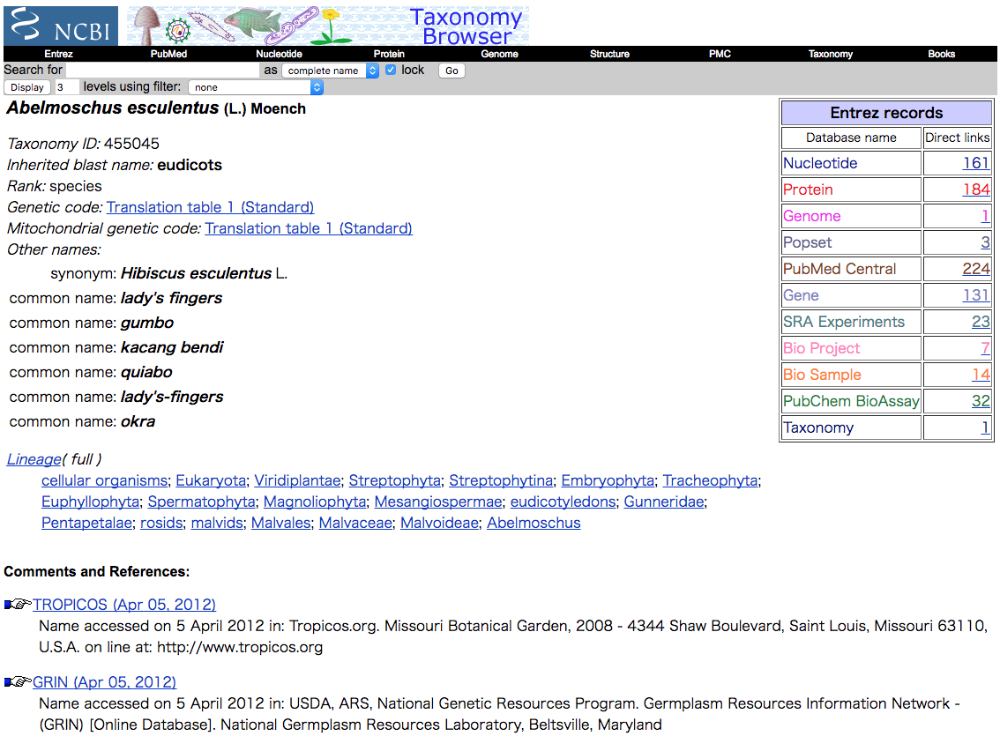 NCBI
Taxonomy
Browser
Entrez PubMed Nucleotide Protein Genome Structure PMC Taxonomy Books
Search for as complete name lock Go
Display 3 levels using filter: none
Abelmoschus esculentus (L.) Moench
Taxonomy ID: 455045
Inherited blast name: eudicots
Rank: species
Genetic code: Translation table 1 (Standard)
Mitochondrial genetic code: Translation table 1 (Standard)
Other names:
synonym: Hibiscus esculentus L.
common name: lady's fingers
common name: gumbo
common name: kacang bendi
common name: quiabo
common name: lady's-fingers
common name: okra
Entrez records
Database name Direct links
Nucleotide 161
Protein 184
Genome 1
Popset 3
PubMed Central 224
Gene 131
SRA Experiments 23
Bio Project 7
Bio Sample 14
PubChem BioAssay 32
Taxonomy 1
Lineage( full )
cellular organisms; Eukaryota; Viridiplantae; Streptophyta; Streptophytina; Embryophyta; Tracheophyta;
Euphyllophyta; Spermatophyta; Magnoliophyta; Mesangiospermae; eudicotyledons; Gunneridae;
Pentapetalae; rosids; malvids; Malvales; Malvaceae; Malvoideae; Abelmoschus
Comments and References:
TROPICOS (Apr 05, 2012)
Name accessed on 5 April 2012 in: Tropicos.org. Missouri Botanical Garden, 2008 - 4344 Shaw Boulevard, Saint Louis, Missouri 63110,
U.S.A. on line at: http://www.tropicos.org
GRIN (Apr 05, 2012)
Name accessed on 5 April 2012 in: USDA, ARS, National Genetic Resources Program. Germplasm Resources Information Network -
(GRIN) [Online Database]. National Germplasm Resources Laboratory, Beltsville, Maryland